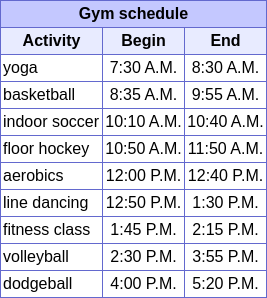 Gym schedule
Activity Begin End
yoga 7:30 A.M. 8:30 A.M.
basketball 8:35 A.M. 9:55 A.M.
indoor soccer 10:10 A.M. 10:40 A.M.
floor hockey 10:50 A.M. 11:50 A.M.
aerobics 12:00 P.M. 12:40 P.M.
line dancing 12:50 P.M. 1:30 P.M.
fitness class 1:45 P.M. 2:15 P.M.
volleyball 2:30 P.M. 3:55 P.M.
dodgeball 4:00 P.M. 5:20 P.M.